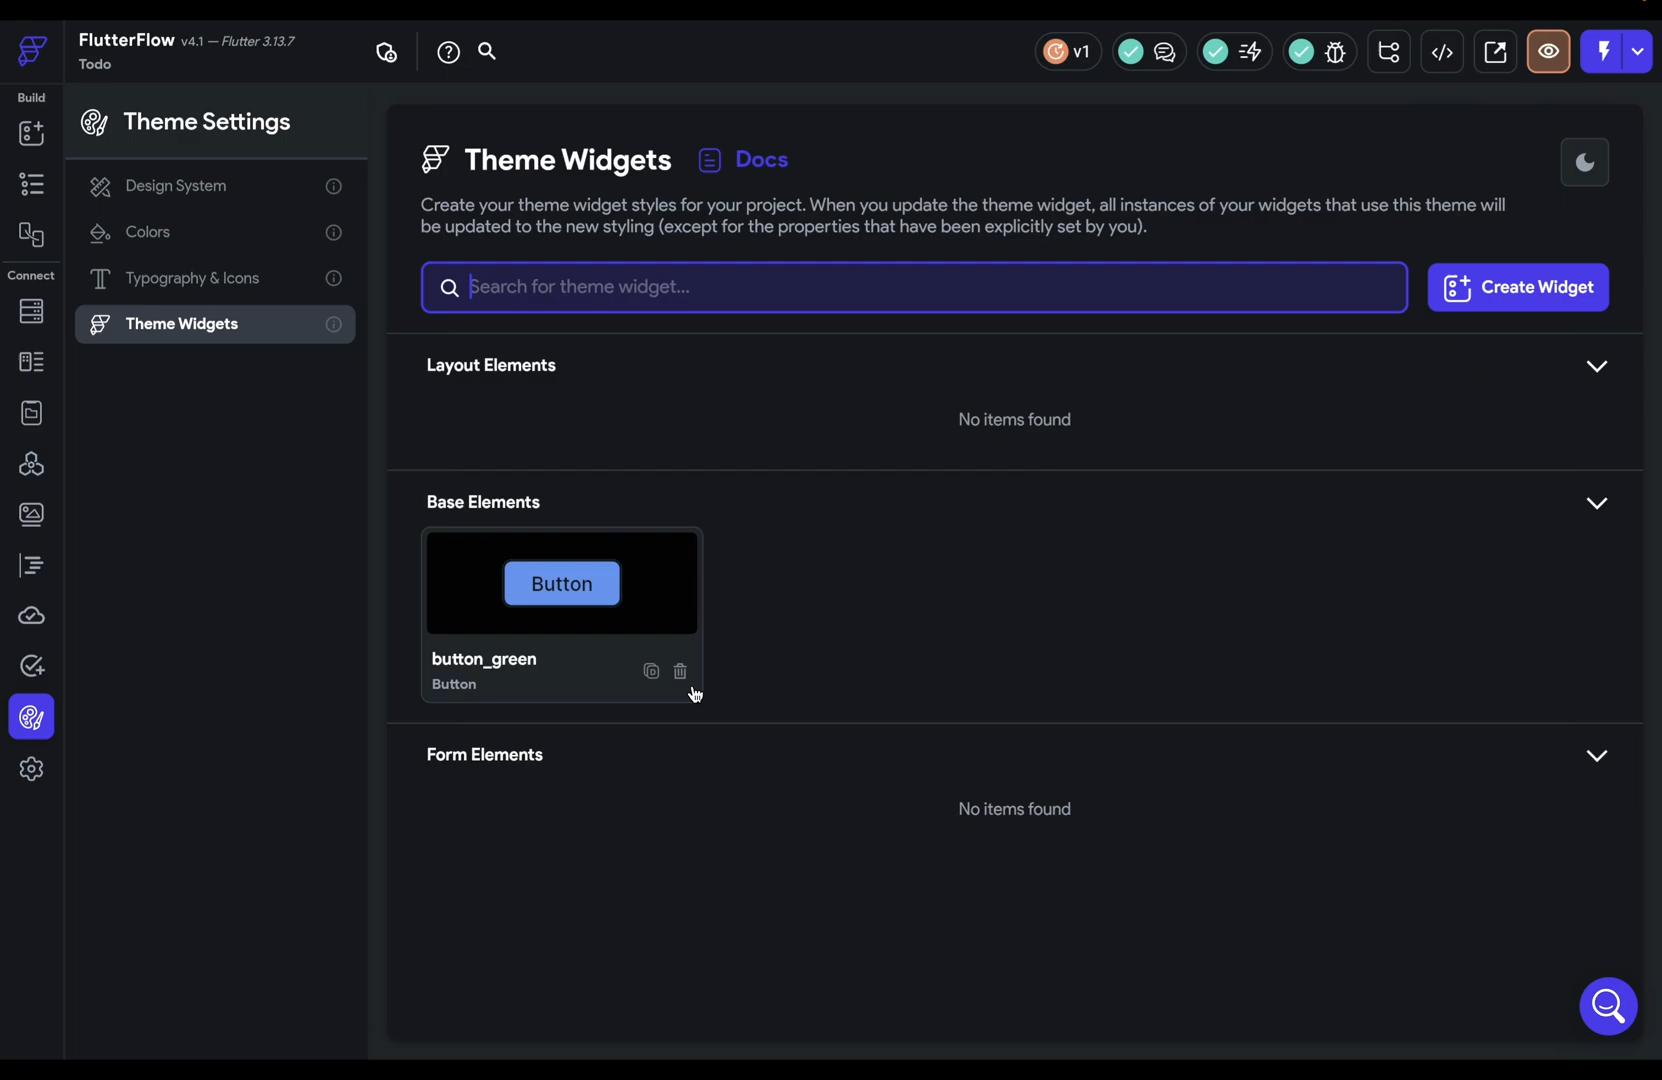 FlutterFlow v4.1 — Flutter 3.13.7
Todo
v1
Build
Connect
Theme Settings
Design System
Colors
Typography & Icons
Theme Widgets
Theme Widgets Docs
Create your theme widget styles for your project. When you update the theme widget, all instances of your widgets that use this theme will
be updated to the new styling (except for the properties that have been explicitly set by you).
Search for theme widget...
Create Widget
Layout Elements
No items found
Base Elements
Button
button_green
Button
Form Elements
No items found